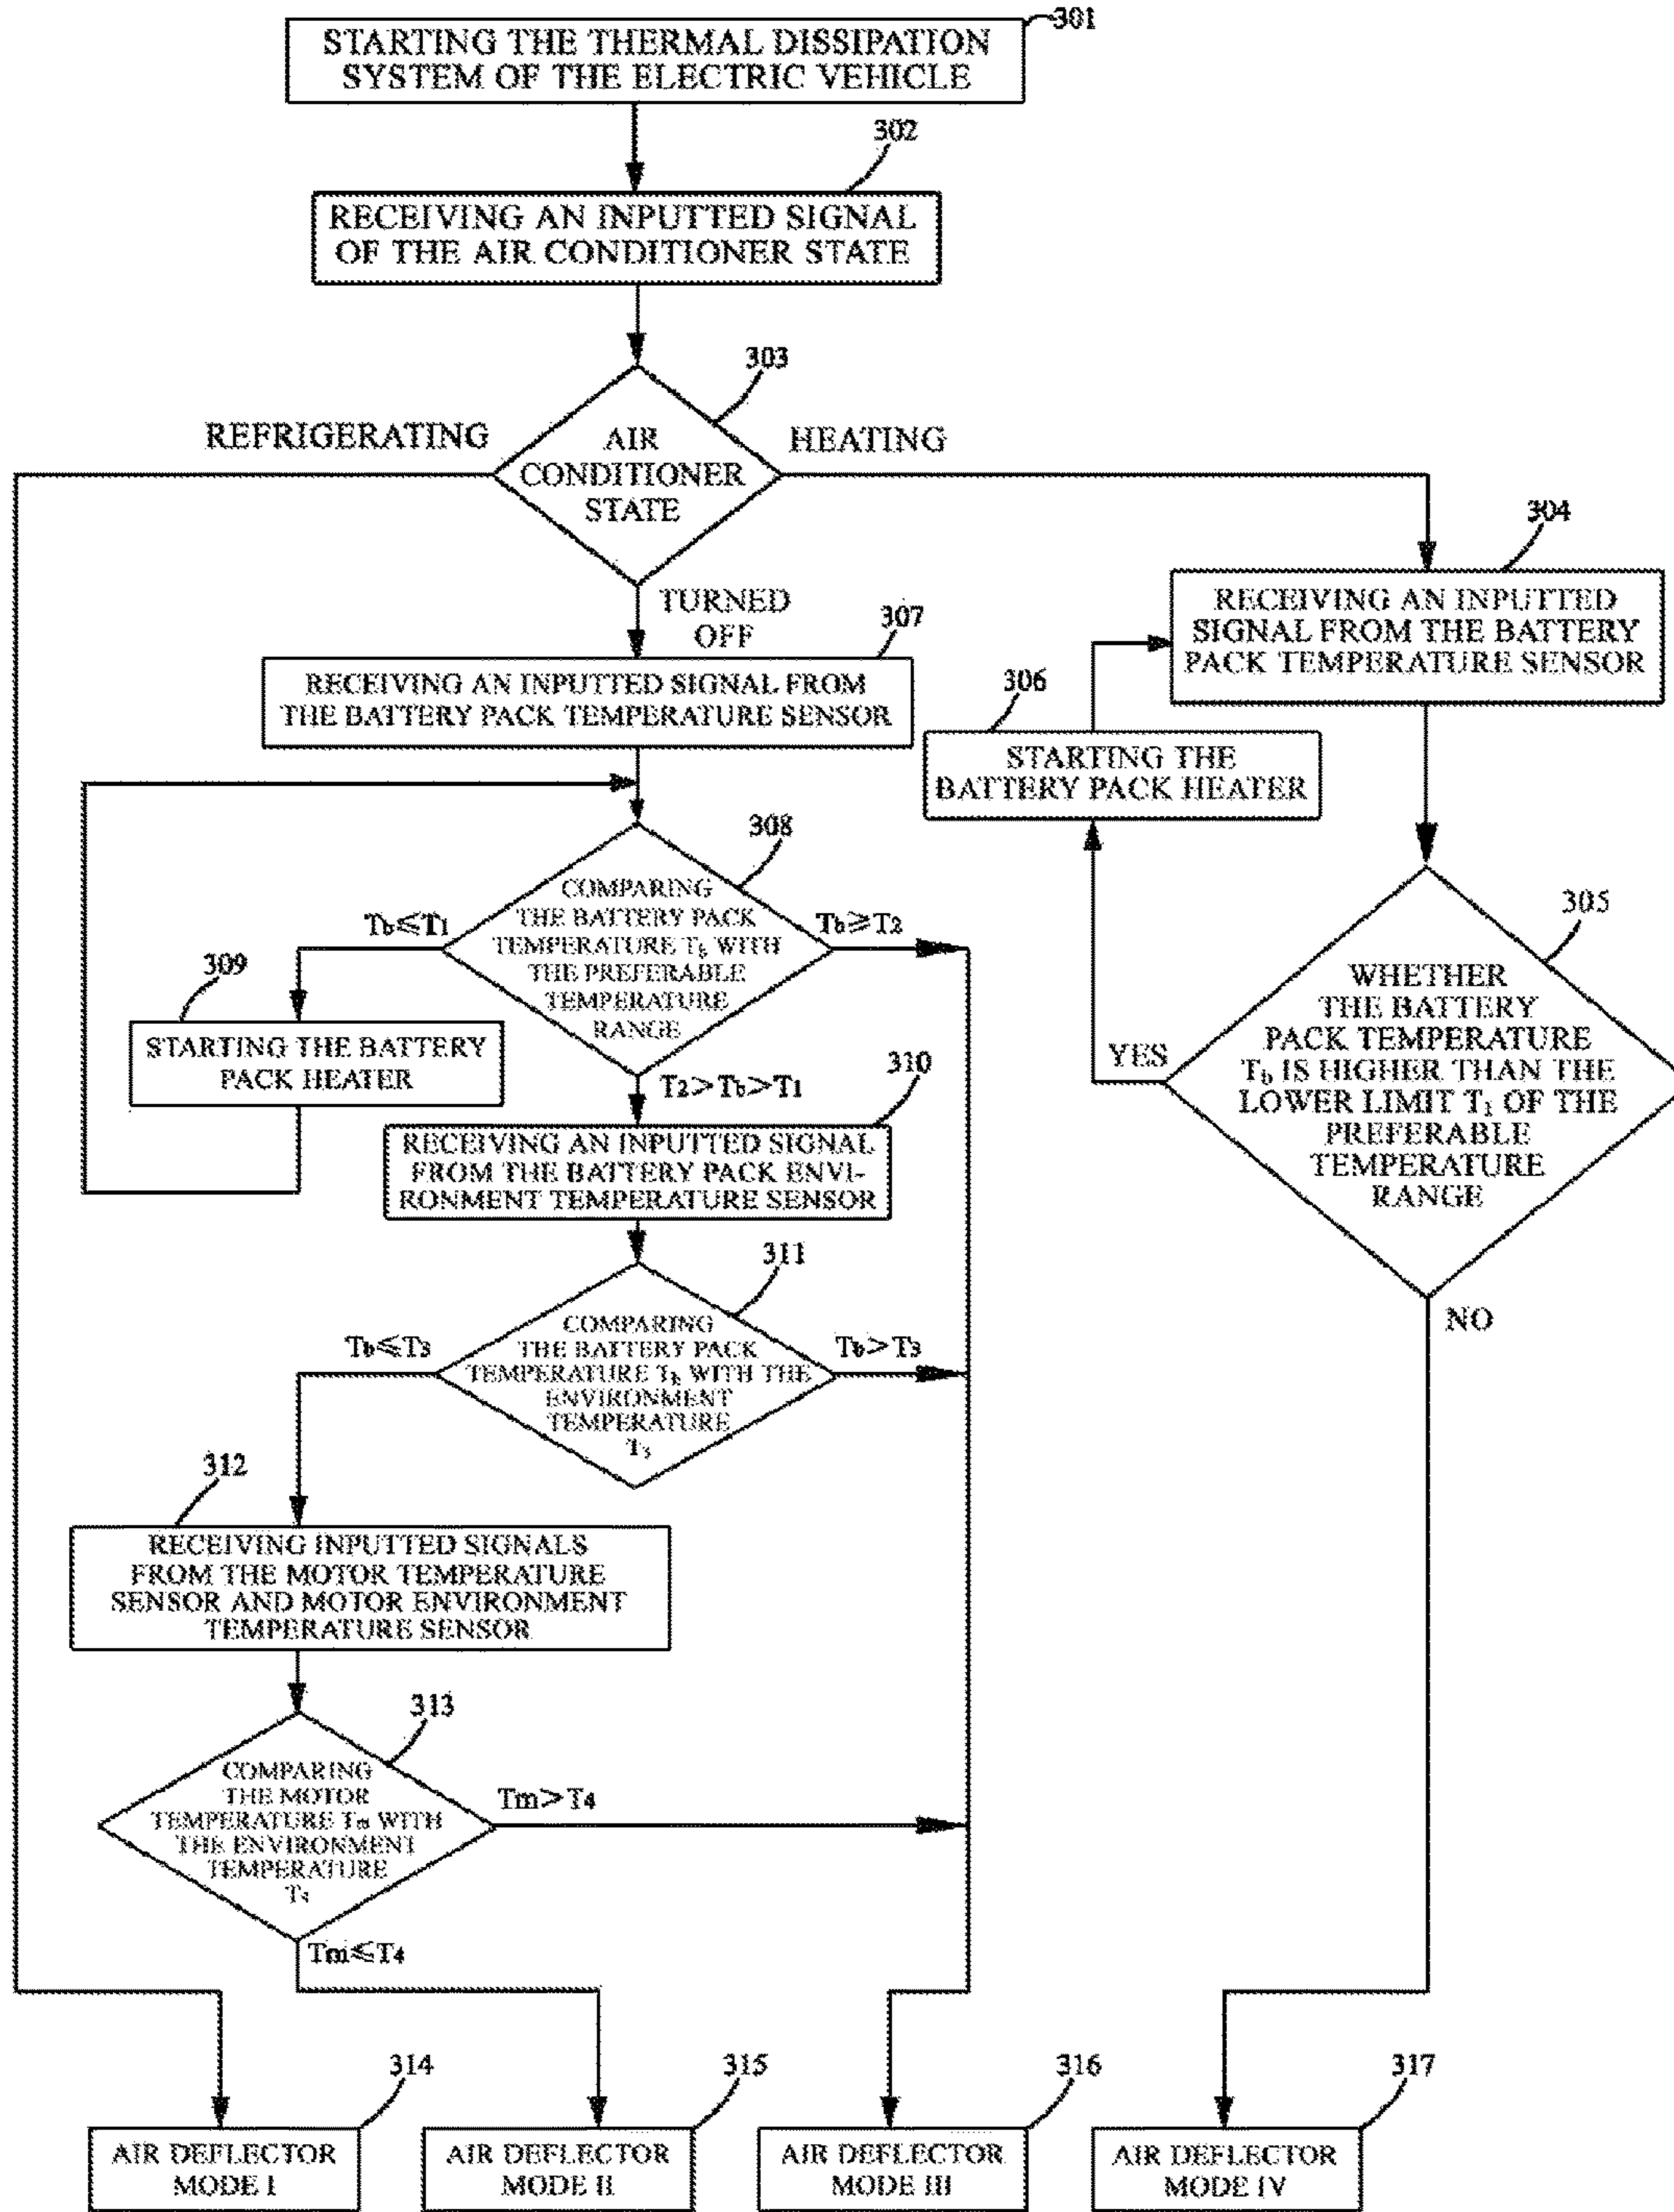 301
STARTING THE THERMAL DISSIPATION
SYSTEM OF THE ELECTRIC VEHICLE
302
RECEIVING AN INPUTTED SIGNAL
OF THE AIR CONDITIONER STATE
303
REFRIGERATING
AIR
CONDITIONER
STATE
HEATING
304
RECEIVING AN INPUTTED
SIGNAL FROM THE BATTERY
PACK TEMPERATURE SENSOR
TURNED
OFF
307
RECEIVING AN INPUTTED SIGNAL FROM
THE BATTERY PACK TEMPERATURE SENSOR
306
STARTING THE
BATTERY PACK HEATER
308
COMPARING
THE BATTERY PACK
TEMPERATURE Tb WITH
THE PREFERABLE
TEMPERATURE
RANGE
Tb≤T1
Tb≥T2
305
WHETHER
THE BATTERY
PACK TEMPERATURE
Tb IS HIGHER THAN THE
LOWER LIMIT T1 OF THE
PREFERABLE
TEMPERATURE
RANGE
YES
NO
309
STARTING THE BATTERY
PACK HEATER
T2>Tb>T1
310
RECEIVING AN INPUTTED SIGNAL
FROM THE BATTERY PACK ENVI-
RONMENT TEMPERATURE SENSOR
311
COMPARING
THE BATTERY PACK
TEMPERATURE Tb WITH THE
ENVIRONMENT
TEMPERATURE
T3
Tb≤T3
Tb>T3
312
RECEIVING INPUTTED SIGNALS
FROM THE MOTOR TEMPERATURE
SENSOR AND MOTOR ENVIRONMENT
TEMPERATURE SENSOR
313
COMPARING
THE MOTOR
TEMPERATURE Tm WITH
THE ENVIRONMENT
TEMPERATURE
T4
Tm>T4
Tm≤T4
314
AIR DEFLECTOR
MODE I
315
AIR DEFLECTOR
MODE II
316
AIR DEFLECTOR
MODE III
317
AIR DEFLECTOR
MODE IV